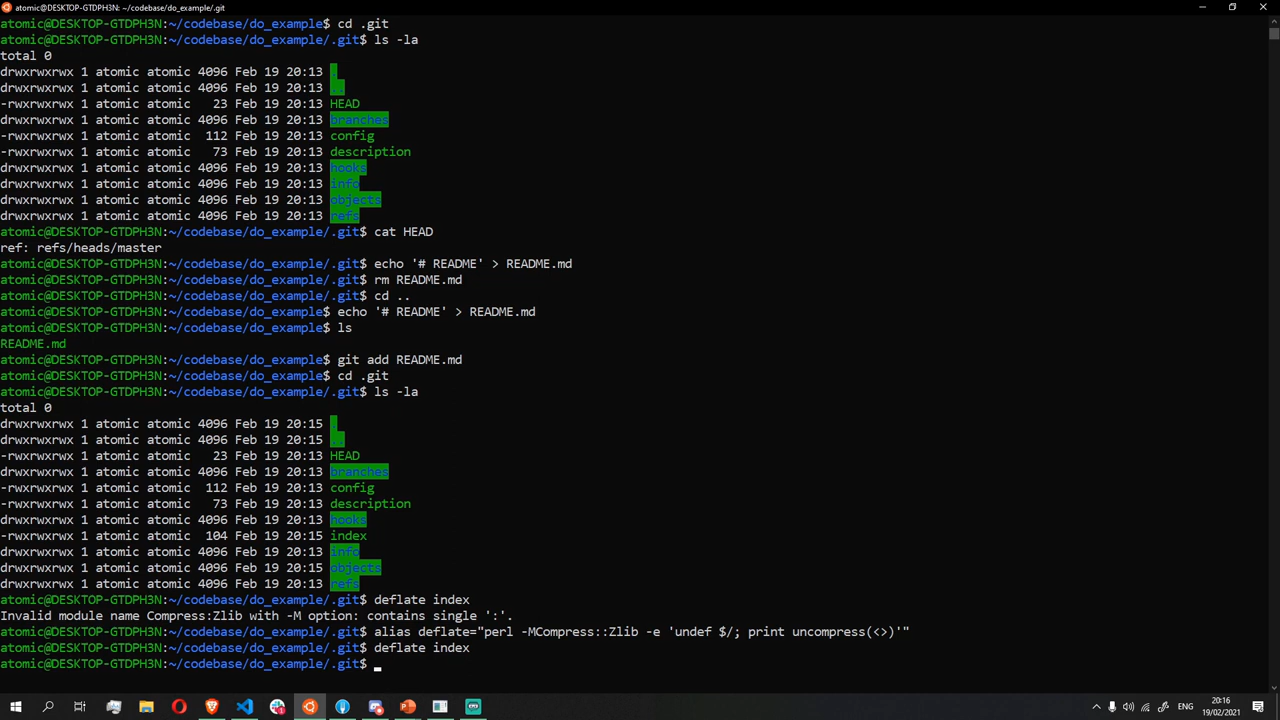 atomic@DESKTOP-GTDPH3N: ~/codebase/do_example/.git
atomic@DESKTOP-GTDPH3N:~/codebase/do_example$ cd .git
atomic@DESKTOP-GTDPH3N:~/codebase/do_example/.git$ ls -la
total 0
drwxrwxrwx 1 atomic atomic 4096 Feb 19 20:13 .
drwxrwxrwx 1 atomic atomic 4096 Feb 19 20:13 ..
-rwxrwxrwx 1 atomic atomic   23 Feb 19 20:13 HEAD
drwxrwxrwx 1 atomic atomic 4096 Feb 19 20:13 branches
-rwxrwxrwx 1 atomic atomic  112 Feb 19 20:13 config
-rwxrwxrwx 1 atomic atomic   73 Feb 19 20:13 description
drwxrwxrwx 1 atomic atomic 4096 Feb 19 20:13 hooks
drwxrwxrwx 1 atomic atomic 4096 Feb 19 20:13 info
drwxrwxrwx 1 atomic atomic 4096 Feb 19 20:13 objects
drwxrwxrwx 1 atomic atomic 4096 Feb 19 20:13 refs
atomic@DESKTOP-GTDPH3N:~/codebase/do_example/.git$ cat HEAD
ref: refs/heads/master
atomic@DESKTOP-GTDPH3N:~/codebase/do_example/.git$ echo '# README' > README.md
atomic@DESKTOP-GTDPH3N:~/codebase/do_example/.git$ rm README.md
atomic@DESKTOP-GTDPH3N:~/codebase/do_example/.git$ cd ..
atomic@DESKTOP-GTDPH3N:~/codebase/do_example$ echo '# README' > README.md
atomic@DESKTOP-GTDPH3N:~/codebase/do_example$ ls
README.md
atomic@DESKTOP-GTDPH3N:~/codebase/do_example$ git add README.md
atomic@DESKTOP-GTDPH3N:~/codebase/do_example$ cd .git
atomic@DESKTOP-GTDPH3N:~/codebase/do_example/.git$ ls -la
total 0
drwxrwxrwx 1 atomic atomic 4096 Feb 19 20:15 .
drwxrwxrwx 1 atomic atomic 4096 Feb 19 20:15 ..
-rwxrwxrwx 1 atomic atomic   23 Feb 19 20:13 HEAD
drwxrwxrwx 1 atomic atomic 4096 Feb 19 20:13 branches
-rwxrwxrwx 1 atomic atomic  112 Feb 19 20:13 config
-rwxrwxrwx 1 atomic atomic   73 Feb 19 20:13 description
drwxrwxrwx 1 atomic atomic 4096 Feb 19 20:13 hooks
-rwxrwxrwx 1 atomic atomic  104 Feb 19 20:15 index
drwxrwxrwx 1 atomic atomic 4096 Feb 19 20:13 info
drwxrwxrwx 1 atomic atomic 4096 Feb 19 20:15 objects
drwxrwxrwx 1 atomic atomic 4096 Feb 19 20:13 refs
atomic@DESKTOP-GTDPH3N:~/codebase/do_example/.git$ deflate index
Invalid module name Compress:Zlib with -M option: contains single ':'.
atomic@DESKTOP-GTDPH3N:~/codebase/do_example/.git$ alias deflate="perl -MCompress::Zlib -e 'undef $/; print uncompress(<>)'"
atomic@DESKTOP-GTDPH3N:~/codebase/do_example/.git$ deflate index
atomic@DESKTOP-GTDPH3N:~/codebase/do_example/.git$
20:16
19/02/2021